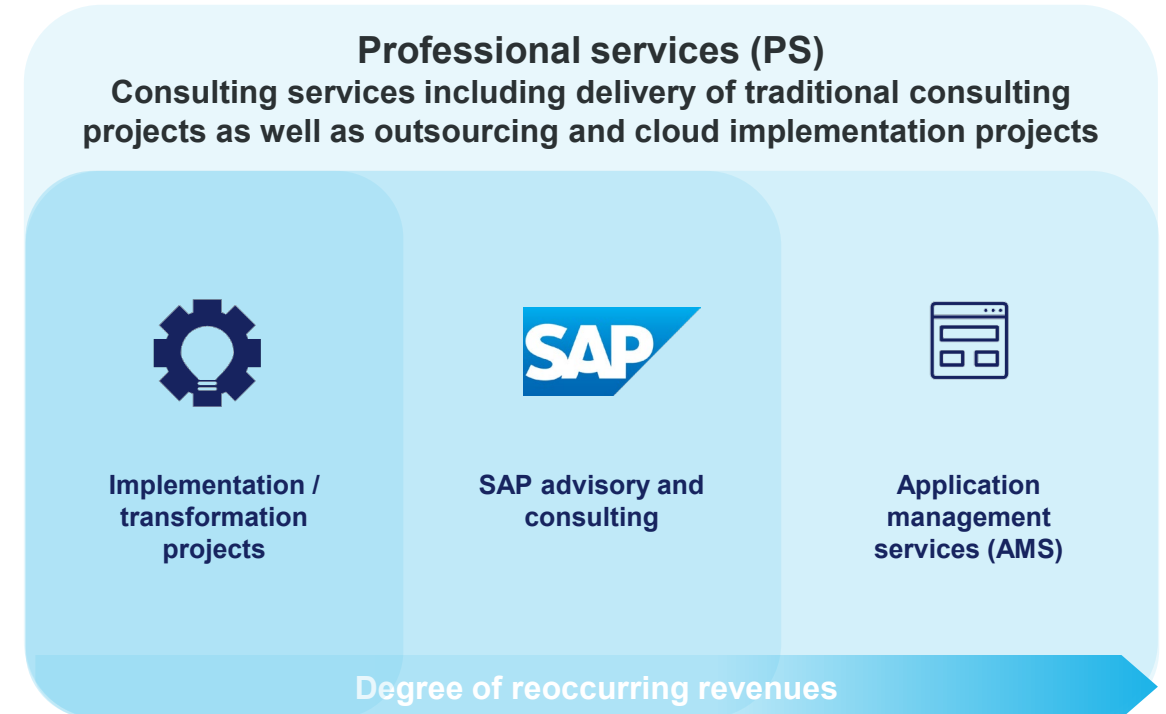 Professional services (PS)
Consulting services including delivery of traditional consulting
projects as well as outsourcing and cloud implementation projects
SAP
Implementation /
transformation
projects
SAP advisory and
consulting
Application
management
services (AMS)
Degree of reoccurring revenues